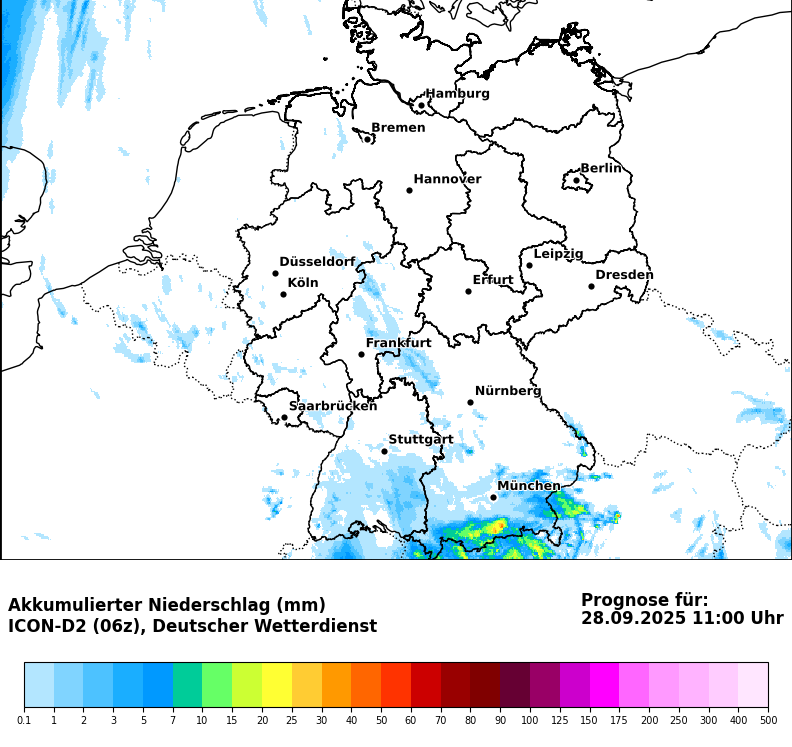 Hamburg
Bremen
Berlin
Hannover
Leipzig
Düsseldorf
Dresden
Köln
Erfurt
Frankfurt
Nürnberg
Saarbrücken
Stuttgart
München
Akkumulierter Niederschlag (mm)
ICON-D2 (06z), Deutscher Wetterdienst
Prognose für:
28.09.2025 11:00 Uhr
0.1 1 2 3 5 7 10 15 20 25 30 40 50 60 70 80 90 100 125 150 175 200 250 300 400 500